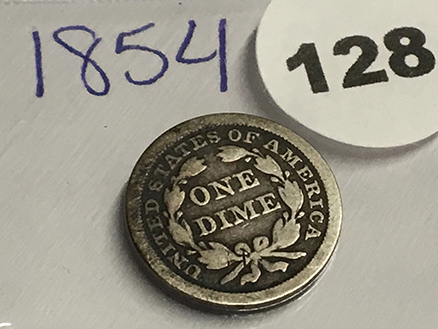 1854
128
UNITED STATES OF AMERICA
ONE
DIME